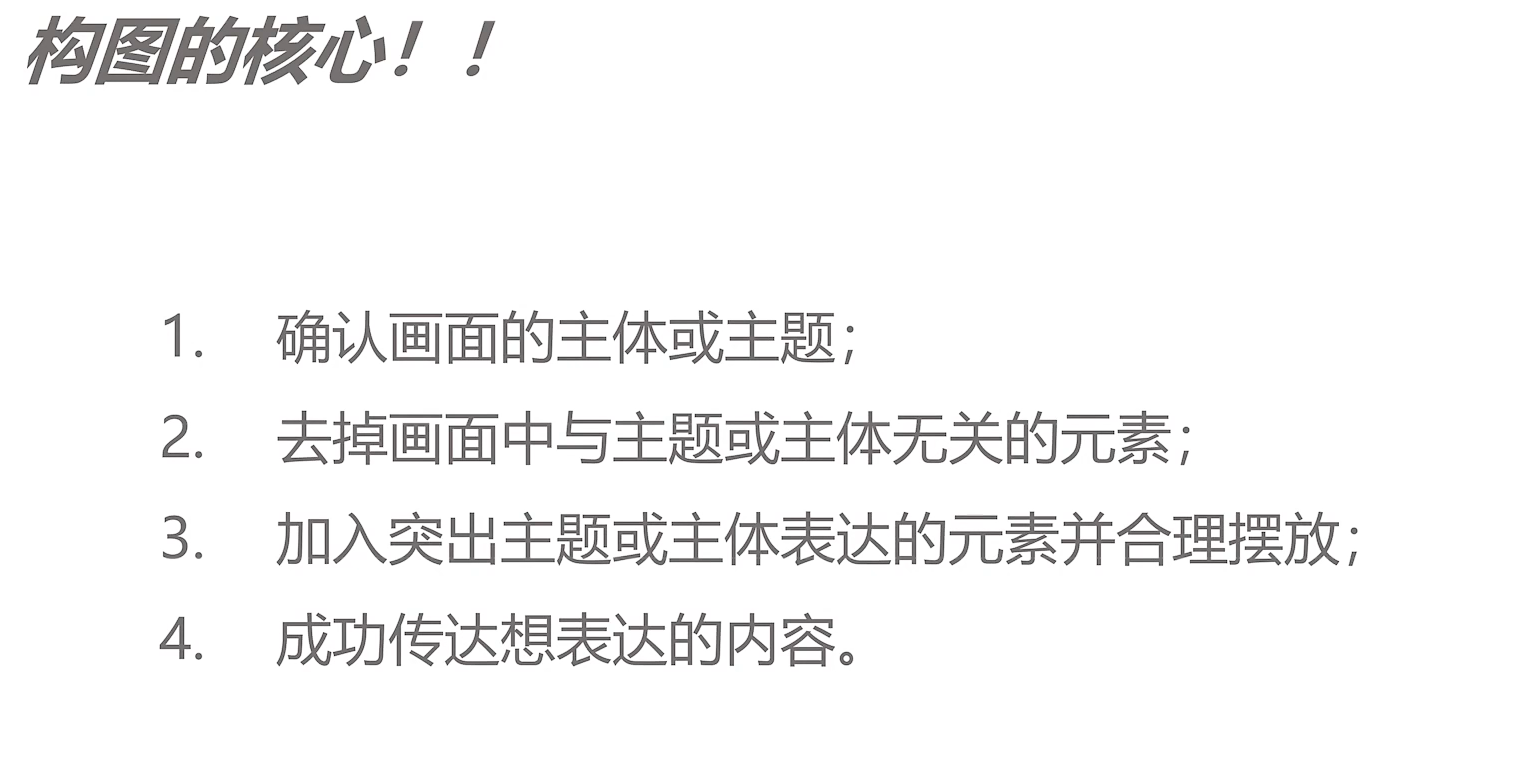 构图的核心！！
1. 确认画面的主体或主题；
2. 去掉画面中与主题或主体无关的元素；
3. 加入突出主题或主体表达的元素并合理摆放；
4. 成功传达想表达的内容。